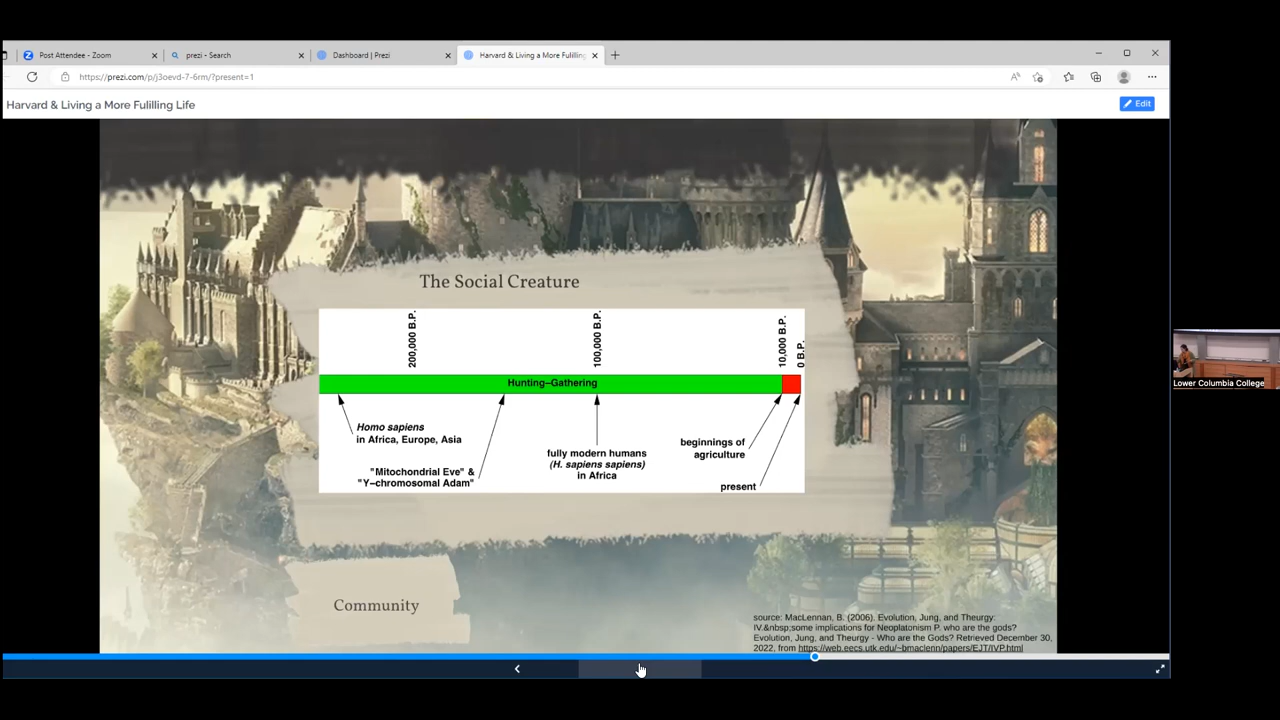 Post Attendee - Zoom
prezi - Search
Dashboard | Prezi
Harvard & Living a More Fulilling
https://prezi.com/p/j3oevd-7-6rm/?present=1
Harvard & Living a More Fulilling Life
Edit
The Social Creature
200,000 B.P.
100,000 B.P.
10,000 B.P.
0 B.P.
Hunting–Gathering
Homo sapiens
in Africa, Europe, Asia
"Mitochondrial Eve" &
"Y–chromosomal Adam"
fully modern humans
(H. sapiens sapiens)
in Africa
beginnings of
agriculture
present
Lower Columbia College
Community
source: MacLennan, B. (2006). Evolution, Jung, and Theurgy:
IV.&nbsp;some implications for Neoplatonism P. who are the gods?
Evolution, Jung, and Theurgy - Who are the Gods? Retrieved December 30,
2022, from https://web.eecs.utk.edu/~bmaclenn/papers/EJT/IVP.html